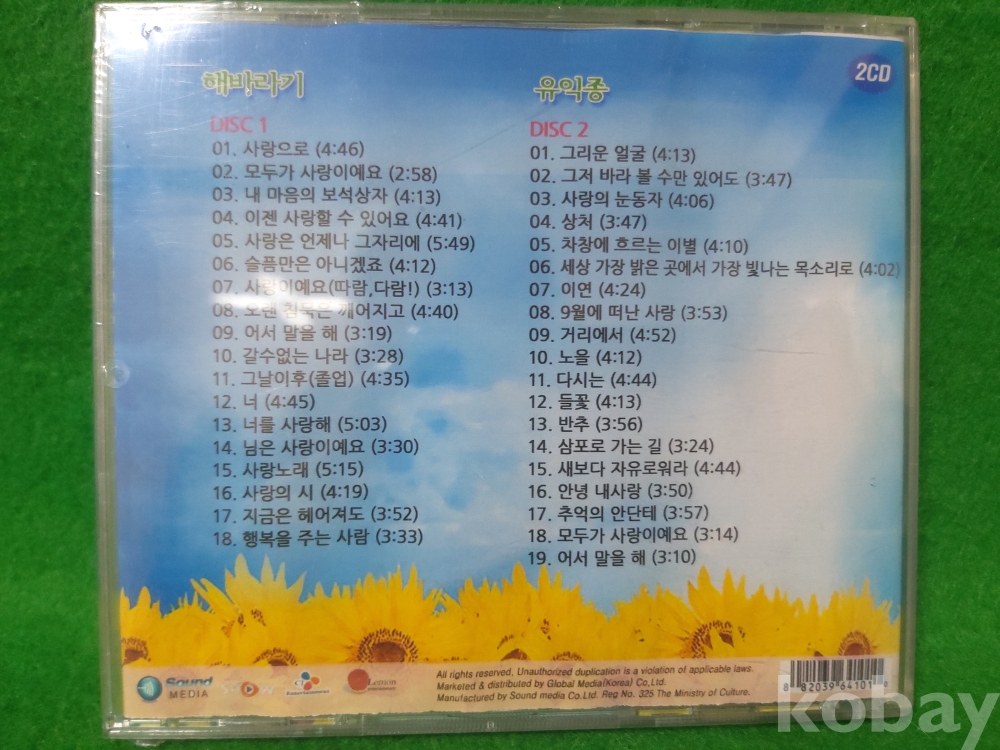 2CD
해바라기
DISC 1
01. 사랑으로 (4:46)
02. 모두가 사랑이예요 (2:58)
03. 내 마음의 보석상자 (4:13)
04. 이젠 사랑할 수 있어요 (4:41)
05. 사랑은 언제나 그자리에 (5:49)
06. 슬픔만은 아니겠죠 (4:12)
07. 사랑이예요(따람,다람!) (3:13)
08. 오랜 침묵은 깨어지고 (4:40)
09. 어서 말을 해 (3:19)
10. 갈수없는 나라 (3:28)
11. 그날이후(졸업) (4:35)
12. 너 (4:45)
13. 너를 사랑해 (5:03)
14. 님은 사랑이예요 (3:30)
15. 사랑노래 (5:15)
16. 사랑의 시 (4:19)
17. 지금은 헤어져도 (3:52)
18. 행복을 주는 사람 (3:33)
유익종
DISC 2
01. 그리운 얼굴 (4:13)
02. 그저 바라 볼 수만 있어도 (3:47)
03. 사랑의 눈동자 (4:06)
04. 상처 (3:47)
05. 차창에 흐르는 이별 (4:10)
06. 세상 가장 밝은 곳에서 가장 빛나는 목소리로 (4:02)
07. 이연 (4:24)
08. 9월에 떠난 사랑 (3:53)
09. 거리에서 (4:52)
10. 노을 (4:12)
11. 다시는 (4:44)
12. 들꽃 (4:13)
13. 반추 (3:56)
14. 삼포로 가는 길 (3:24)
15. 새보다 자유로워라 (4:44)
16. 안녕 내사랑 (3:50)
17. 추억의 안단테 (3:57)
18. 모두가 사랑이예요 (3:14)
19. 어서 말을 해 (3:10)
Sound MEDIA
CJ Entertainment
Lemon
All rights reserved, Unauthorized duplication is a violation of applicable laws.
Marketed & distributed by Global Media(Korea) Co,Ltd.
Manufactured by Sound media Co.Ltd. Reg No. 325 The Ministry of Culture.
8 82039 64101
kobay